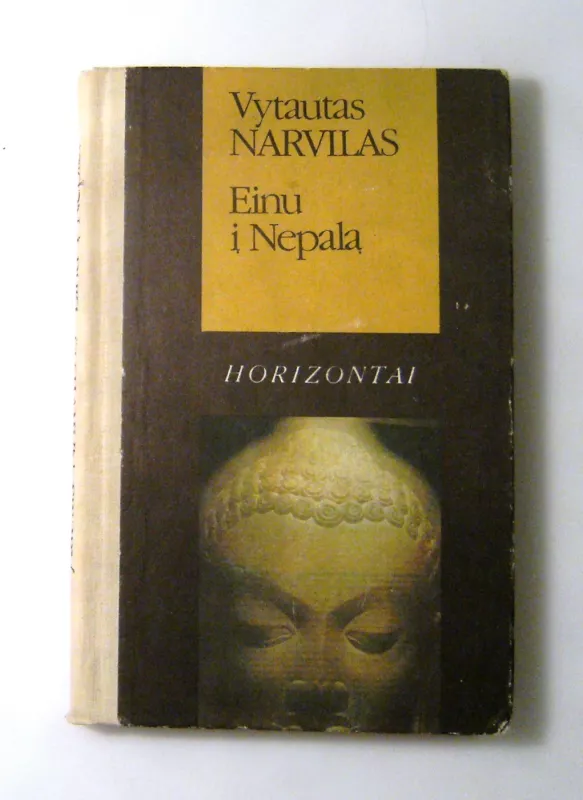 Vytautas
NARVILAS
Einu
į Nepalą
HORIZONTAI